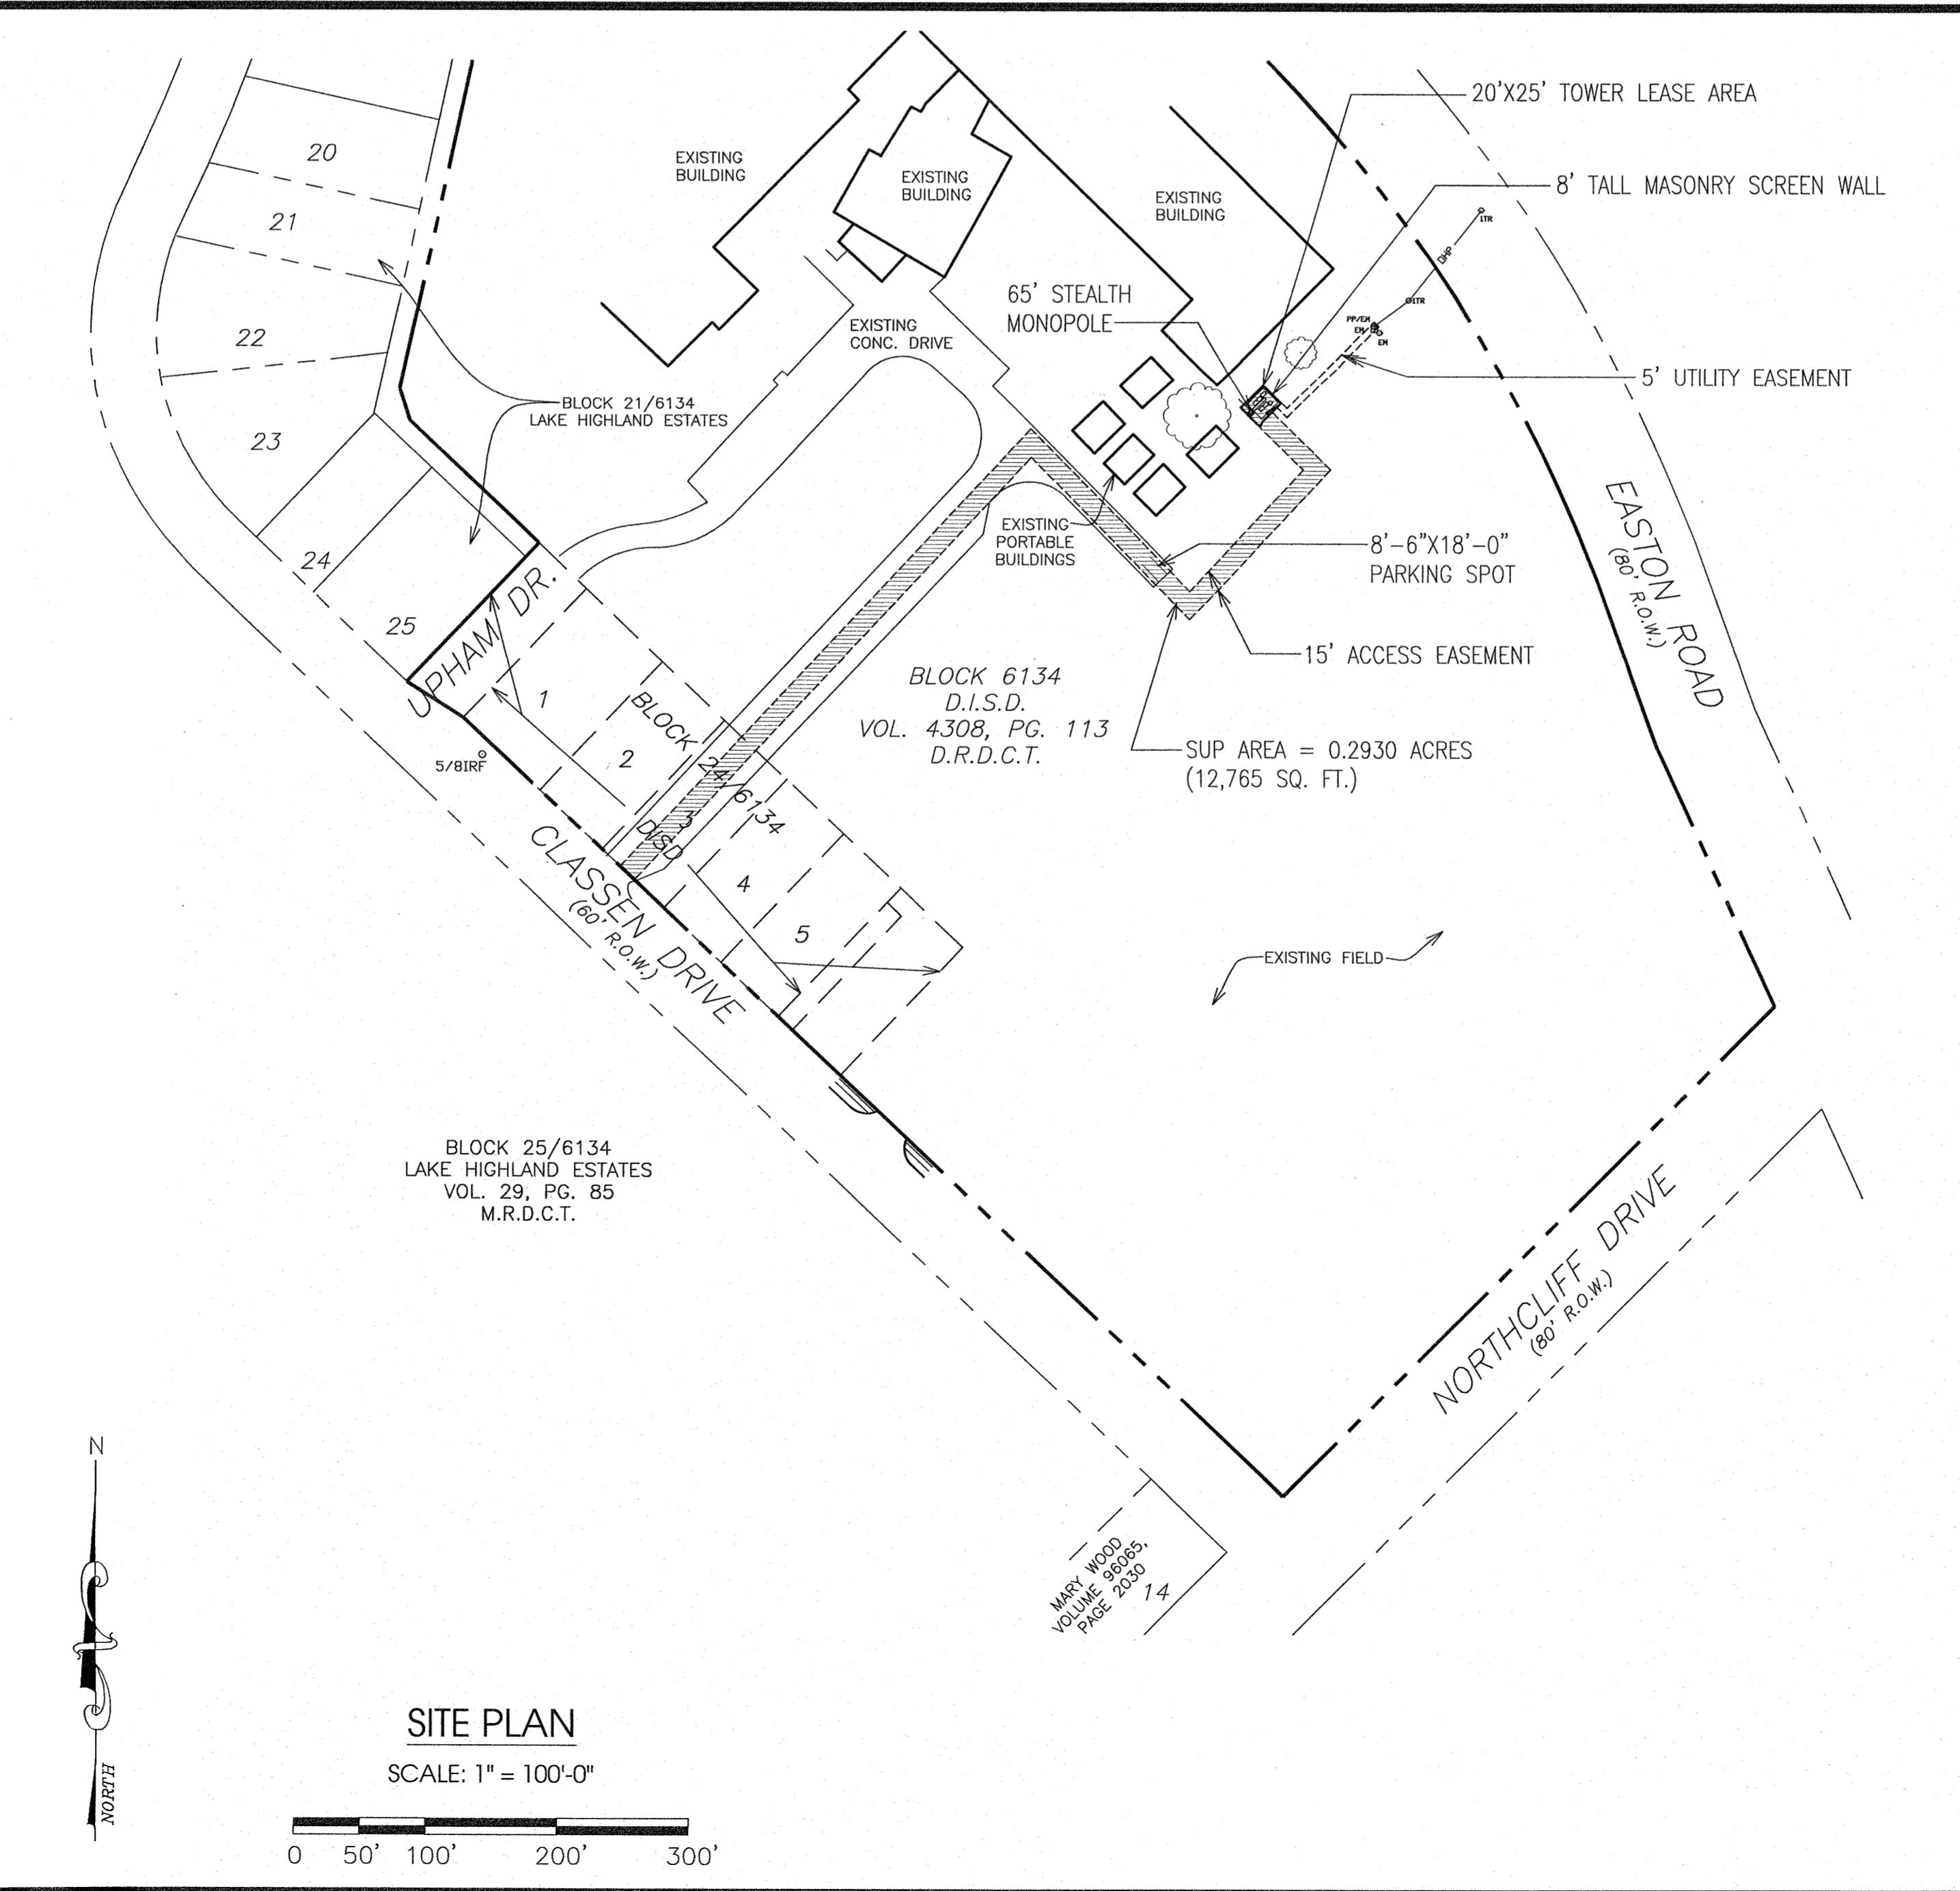 20'X25' TOWER LEASE AREA
8' TALL MASONRY SCREEN WALL
20
21
22
23
24
25
EXISTING
BUILDING
EXISTING
BUILDING
EXISTING
BUILDING
1TR
OHP
1TR
PP/EM
EM
65' STEALTH
MONOPOLE
EXISTING
CONC. DRIVE
5' UTILITY EASEMENT
BLOCK 21/6134
LAKE HIGHLAND ESTATES
EXISTING
PORTABLE
BUILDINGS
8'-6"X18'-0"
PARKING SPOT
EASTON ROAD
(80' R.O.W.)
UPHAM DR.
15' ACCESS EASEMENT
BLOCK 6134
D.I.S.D.
VOL. 4308, PG. 113
D.R.D.C.T.
SUP AREA = 0.2930 ACRES
(12,765 SQ. FT.)
1
2
3
4
5
BLOCK 24/6134
DISD
5/8IRF
CLASSEN DRIVE
(60' R.O.W.)
EXISTING FIELD
BLOCK 25/6134
LAKE HIGHLAND ESTATES
VOL. 29, PG. 85
M.R.D.C.T.
NORTHCLIFF DRIVE
(80' R.O.W.)
MARY WOOD
VOLUME 96065,
PAGE 2030
14
N
NORTH
SITE PLAN
SCALE: 1" = 100'-0"
0 50' 100' 200' 300'